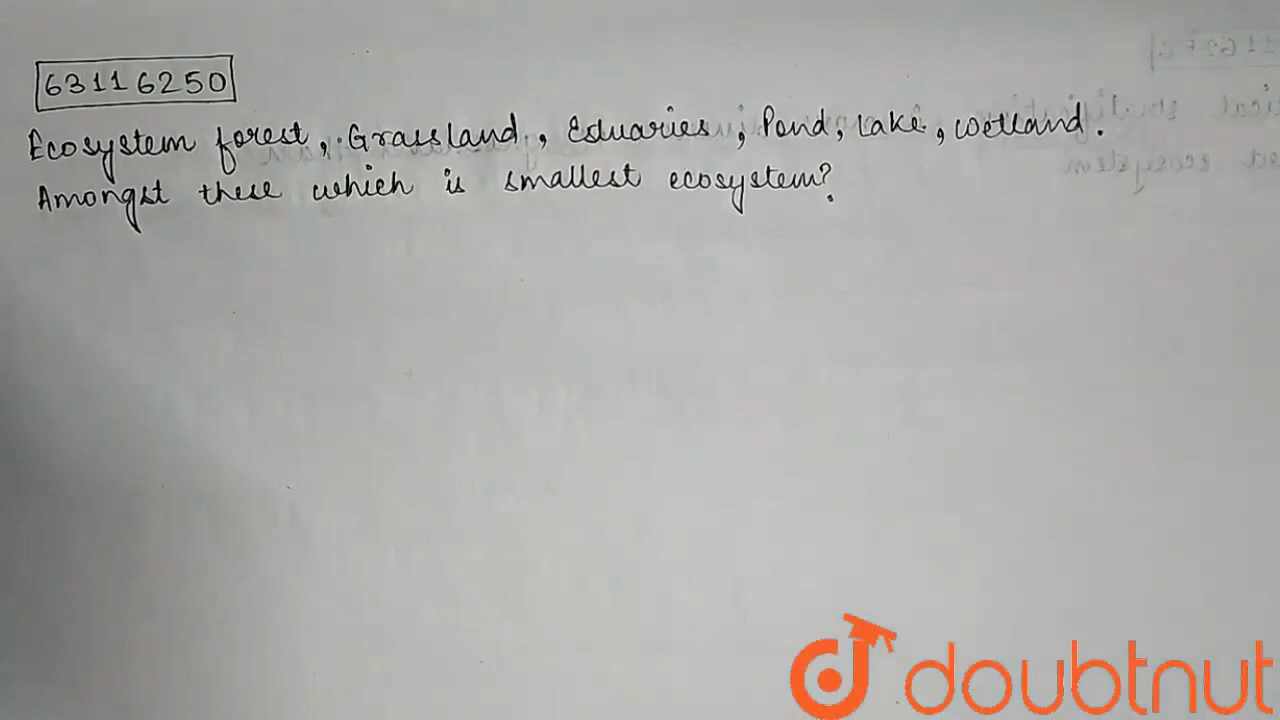 63116250
Ecosystem forest, Grassland, Estuaries, Pond, Lake, wetland.
Amongst these which is smallest ecosystem?
doubtnut